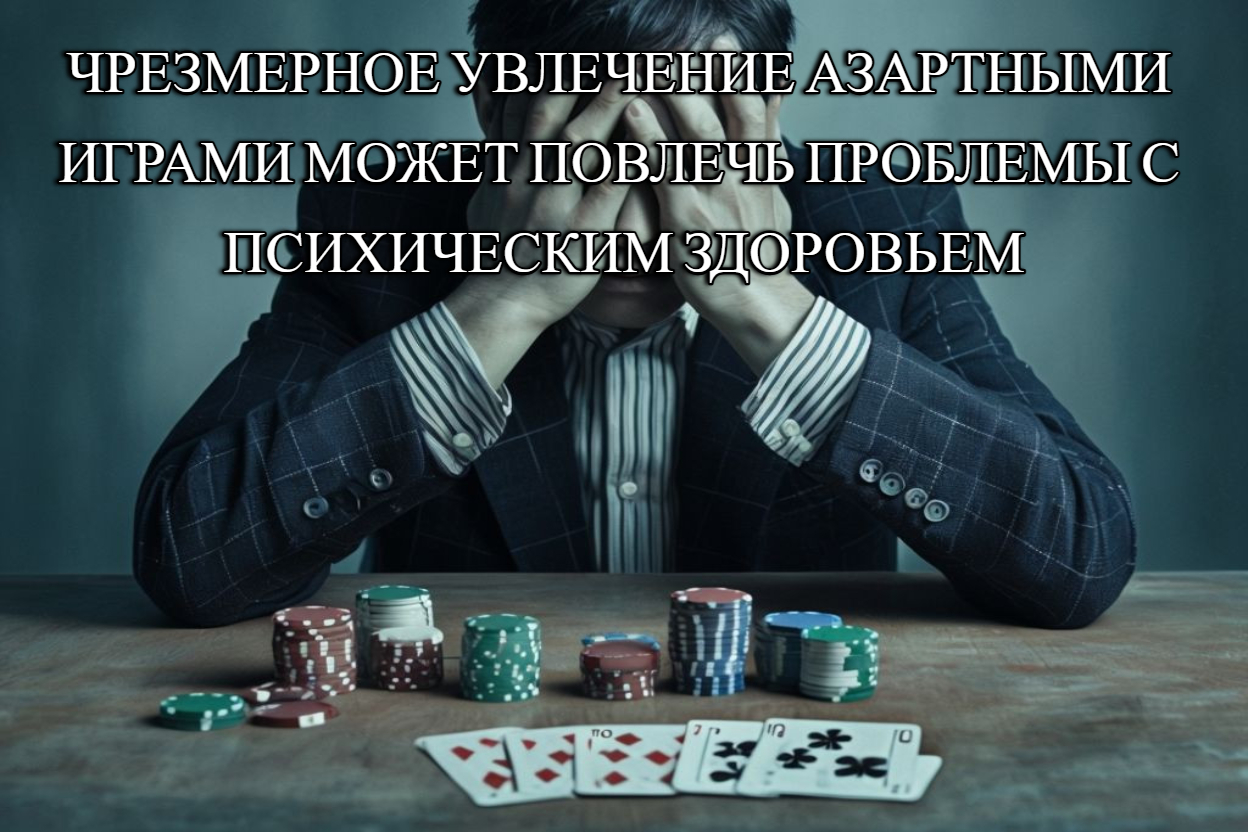 ЧРЕЗМЕРНОЕ УВЛЕЧЕНИЕ АЗАРТНЫМИ
ИГРАМИ МОЖЕТ ПОВЛЕЧЬ ПРОБЛЕМЫ С
ПСИХИЧЕСКИМ ЗДОРОВЬЕМ